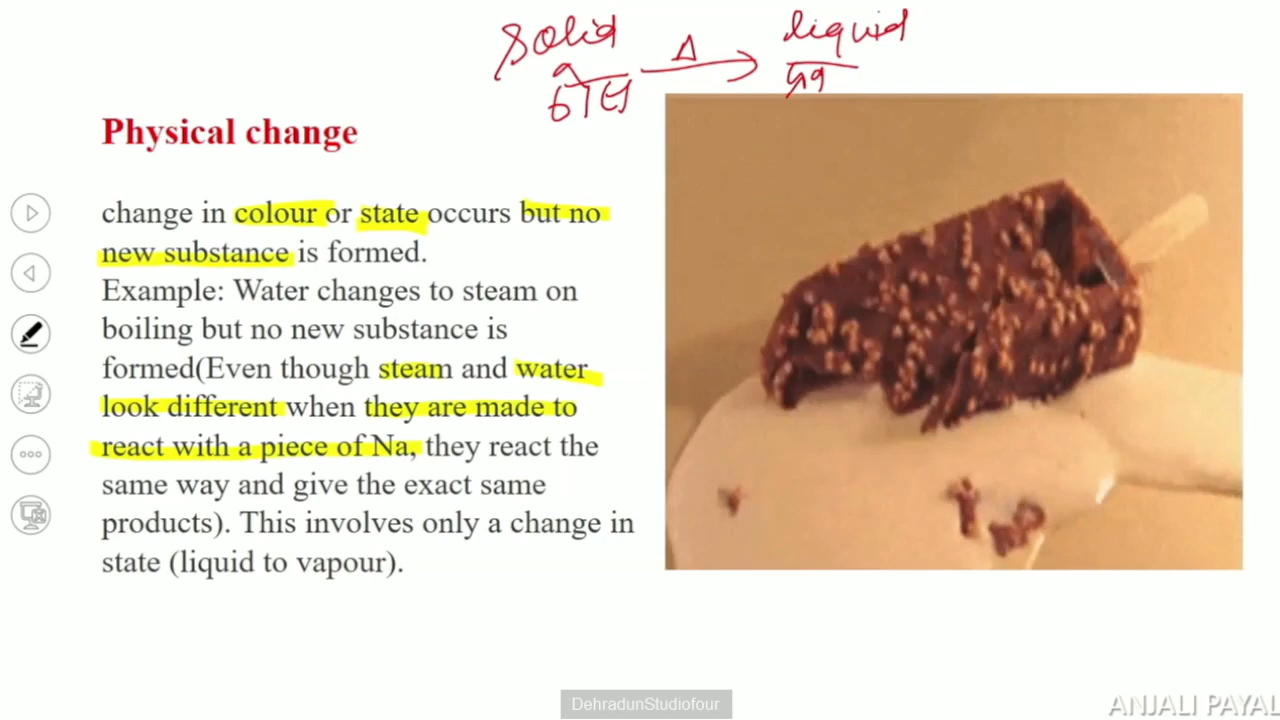 Solid Δ liquid
ठोस
Physical change
change in colour or state occurs but no
new substance is formed.
Example: Water changes to steam on
boiling but no new substance is
formed(Even though steam and water
look different when they are made to
react with a piece of Na, they react the
same way and give the exact same
products). This involves only a change in
state (liquid to vapour).
DehradunStudiofour
ANJALI PAYAL